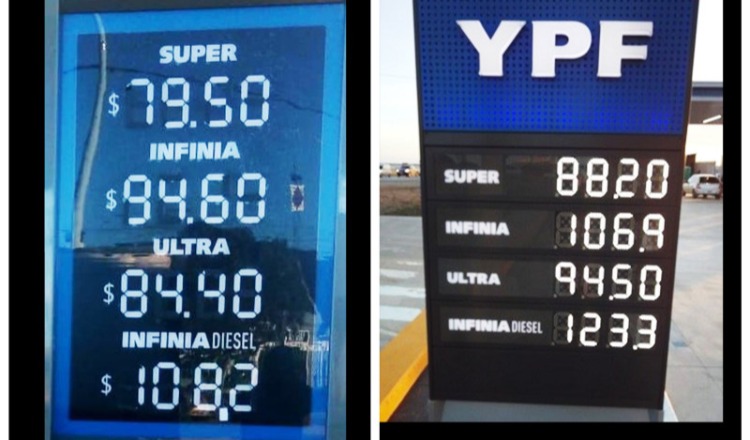 SUPER
$ 79.50
INFINIA
$ 94.60
ULTRA
$ 84.40
INFINIA DIESEL
$ 108.2
YPF
SUPER 88.20
INFINIA 106.9
ULTRA 94.50
INFINIA DIESEL 123.3